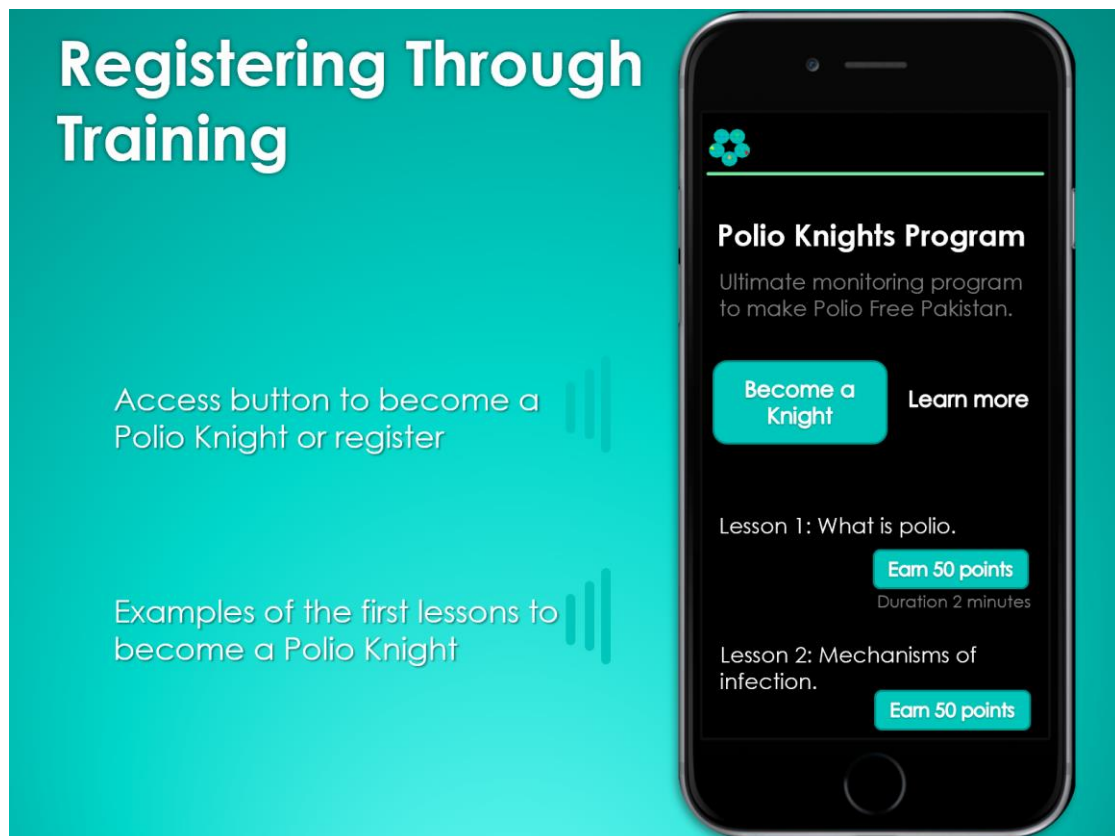 Registering Through
Training
Access button to become a
Polio Knight or register
Examples of the first lessons to
become a Polio Knight
Polio Knights Program
Ultimate monitoring program
to make Polio Free Pakistan.
Become a
Knight
Learn more
Lesson 1: What is polio.
Earn 50 points
Duration 2 minutes
Lesson 2: Mechanisms of
infection.
Earn 50 points